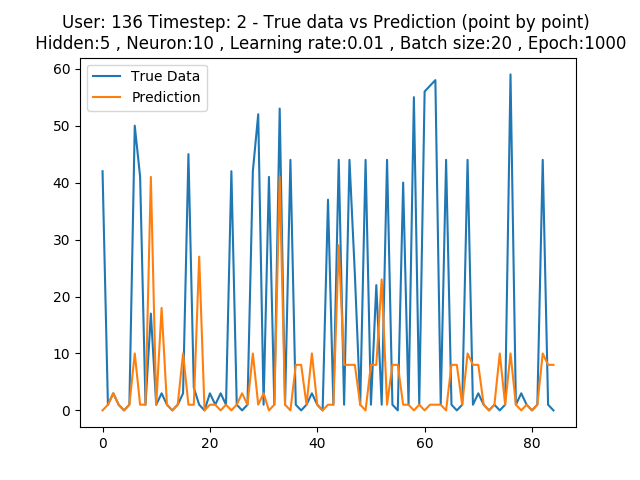 User: 136 Timestep: 2 - True data vs Prediction (point by point)
Hidden:5 , Neuron:10 , Learning rate:0.01 , Batch size:20 , Epoch:1000
True Data
Prediction
60
50
40
30
20
10
0
0 20 40 60 80